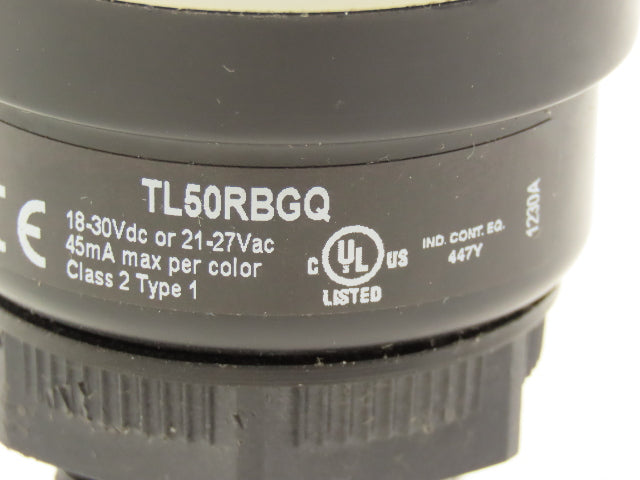 TL50RBGQ
CE
18-30Vdc or 21-27Vac
45mA max per color
Class 2 Type 1
C UL US
LISTED
IND. CONT. EQ.
447Y
1230A